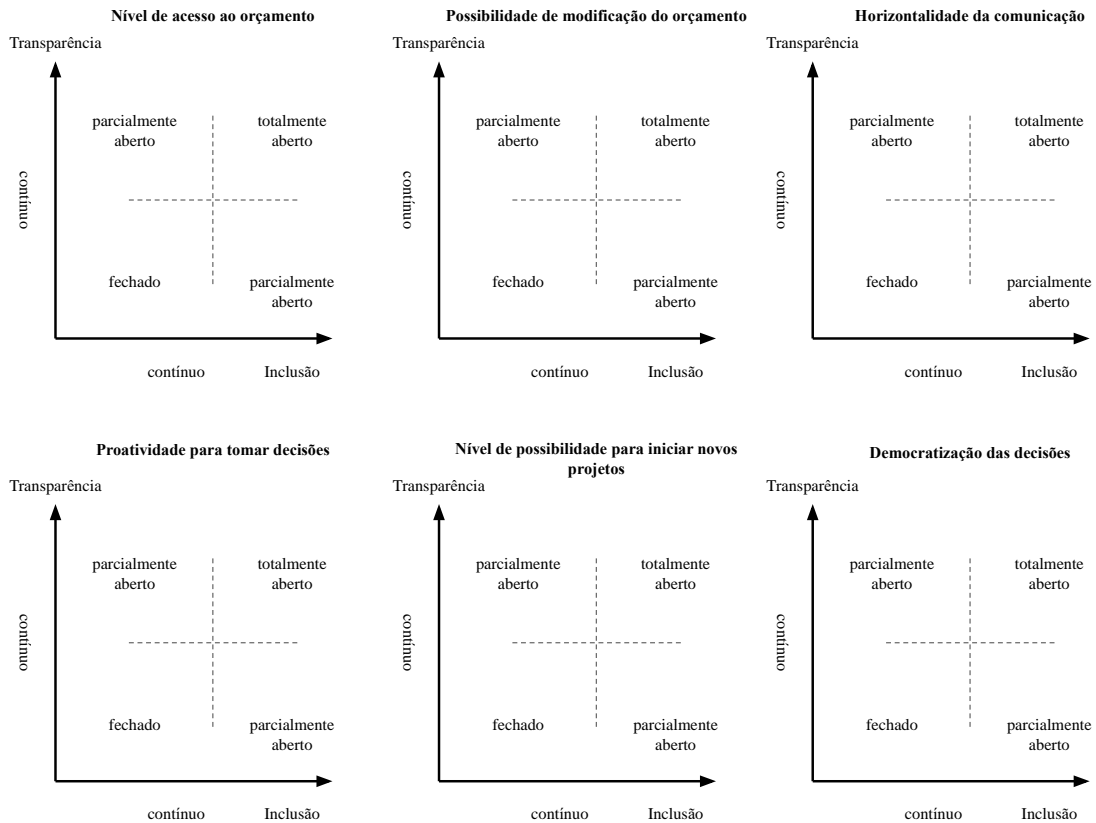 Nível de acesso ao orçamento
Transparência
parcialmente
aberto
totalmente
aberto
contínuo
fechado
parcialmente
aberto
contínuo
Inclusão
Possibilidade de modificação do orçamento
Transparência
parcialmente
aberto
totalmente
aberto
contínuo
fechado
parcialmente
aberto
contínuo
Inclusão
Horizontalidade da comunicação
Transparência
parcialmente
aberto
totalmente
aberto
contínuo
fechado
parcialmente
aberto
contínuo
Inclusão
Proatividade para tomar decisões
Transparência
parcialmente
aberto
totalmente
aberto
contínuo
fechado
parcialmente
aberto
contínuo
Inclusão
Nível de possibilidade para iniciar novos
projetos
Transparência
parcialmente
aberto
totalmente
aberto
contínuo
fechado
parcialmente
aberto
contínuo
Inclusão
Democratização das decisões
Transparência
parcialmente
aberto
totalmente
aberto
contínuo
fechado
parcialmente
aberto
contínuo
Inclusão